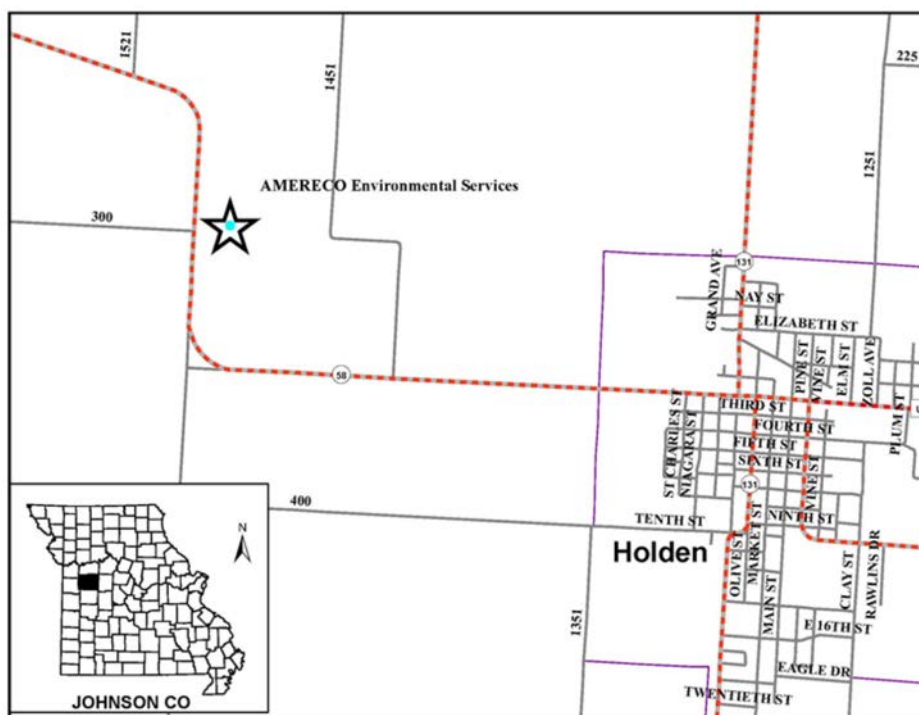 1521
1451
225
1251
AMERECO Environmental Services
300
131
GRAND AVE
NAY ST
ELIZABETH ST
PINE ST
VINE ST
ELM ST
ZOLL AVE
58
THIRD ST
FOURTH ST
FIFTH ST
SIXTH ST
ST CHARLES ST
NIAGARA ST
PLUM ST
VINE ST
131
400
TENTH ST
NINTH ST
Holden
OLIVE ST
MARKET ST
MAIN ST
CLAY ST
RAWLINS DR
1351
E 16TH ST
EAGLE DR
TWENTIETH ST
N
JOHNSON CO